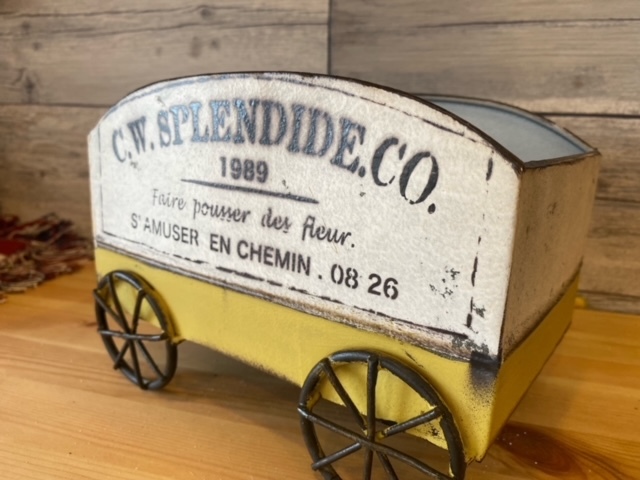 C.W. SPLENDIDE.CO.
1989
Faire pousser des fleur.
S'AMUSER EN CHEMIN . 08 26